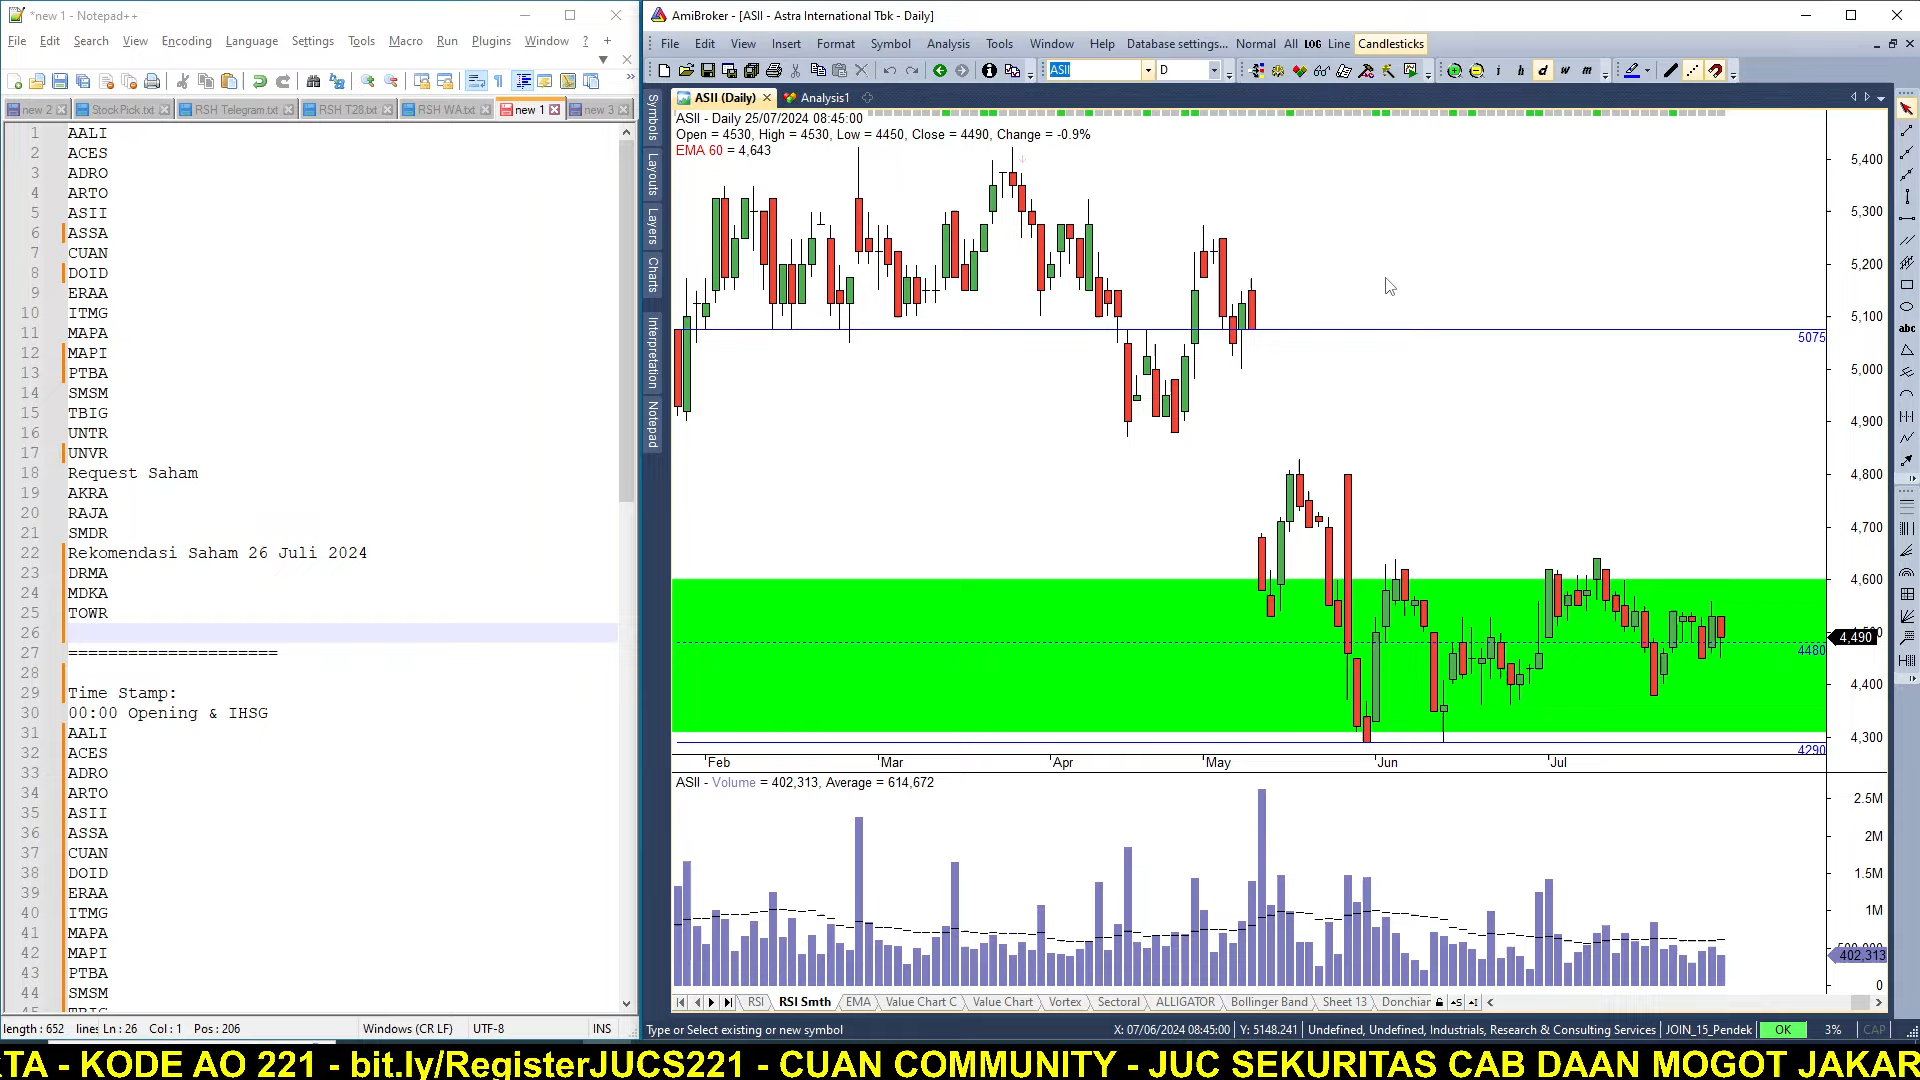 *new 1 - Notepad++
File Edit Search View Encoding Language Settings Tools Macro Run Plugins Window ? +
new 2 StockPick.txt RSH Telegram.txt RSH T28.txt RSH WA.txt new 1 new 3
1 AALI
2 ACES
3 ADRO
4 ARTO
5 ASII
6 ASSA
7 CUAN
8 DOID
9 ERAA
10 ITMG
11 MAPA
12 MAPI
13 PTBA
14 SMSM
15 TBIG
16 UNTR
17 UNVR
18 Request Saham
19 AKRA
20 RAJA
21 SMDR
22 Rekomendasi Saham 26 Juli 2024
23 DRMA
24 MDKA
25 TOWR
26
27 =====================
28
29 Time Stamp:
30 00:00 Opening & IHSG
31 AALI
32 ACES
33 ADRO
34 ARTO
35 ASII
36 ASSA
37 CUAN
38 DOID
39 ERAA
40 ITMG
41 MAPA
42 MAPI
43 PTBA
44 SMSM
length : 652 lines Ln : 26 Col : 1 Pos : 206 Windows (CR LF) UTF-8 INS
AmiBroker - [ASII - Astra International Tbk - Daily]
File Edit View Insert Format Symbol Analysis Tools Window Help Database settings... Normal All LOG Line Candlesticks
ASII D i h d w m
ASII (Daily) Analysis1
Symbols
Layouts
Layers
Charts
Interpretation
Notepad
abc
ASII - Daily 25/07/2024 08:45:00
Open = 4530, High = 4530, Low = 4450, Close = 4490, Change = -0.9%
EMA 60 = 4,643
5,400
5,300
5,200
5,100
5075
5,000
4,900
4,800
4,700
4,600
4,490
4480
4,400
4,300
4290
Feb Mar Apr May Jun Jul
ASII - Volume = 402,313, Average = 614,672
2.5M
2M
1.5M
1M
402,313
0
RSI RSI Smth EMA Value Chart C Value Chart Vortex Sectoral ALLIGATOR Bollinger Band Sheet 13 Donchian
Type or Select existing or new symbol X: 07/06/2024 08:45:00 Y: 5148.241 Undefined, Undefined, Industrials, Research & Consulting Services JOIN_15_Pendek OK 3% CAP
KTA - KODE AO 221 - bit.ly/RegisterJUCS221 - CUAN COMMUNITY - JUC SEKURITAS CAB DAAN MOGOT JAKAR